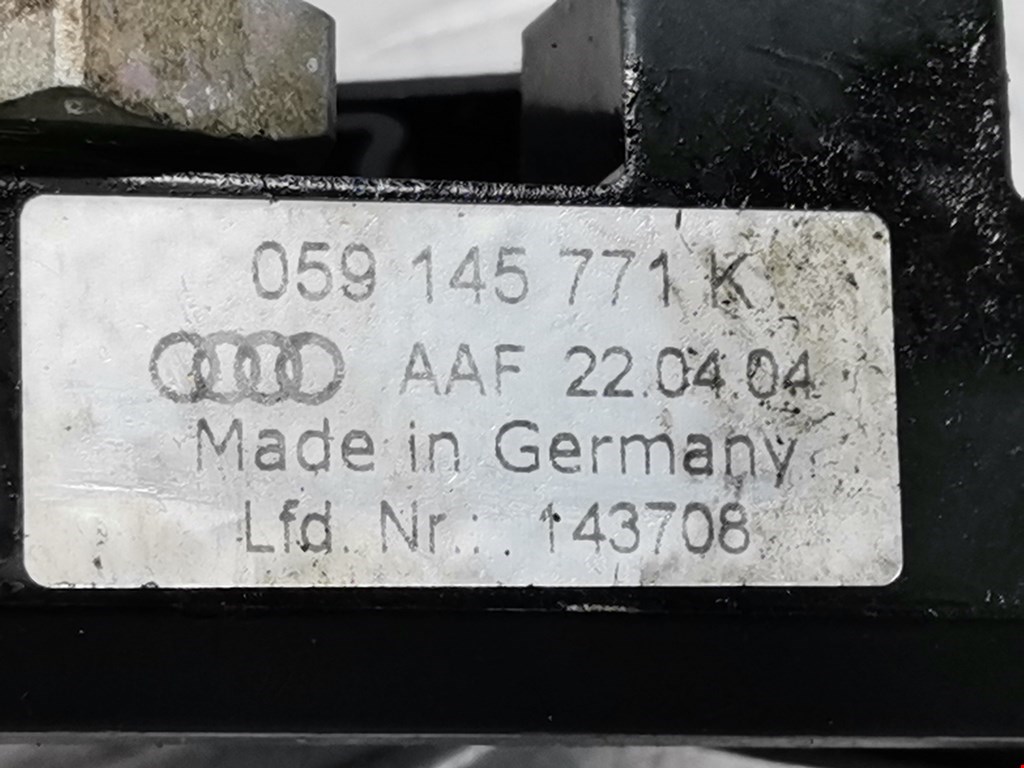 059 145 771 K
AAF 22.04.04
Made in Germany
Lfd. Nr.: 143708